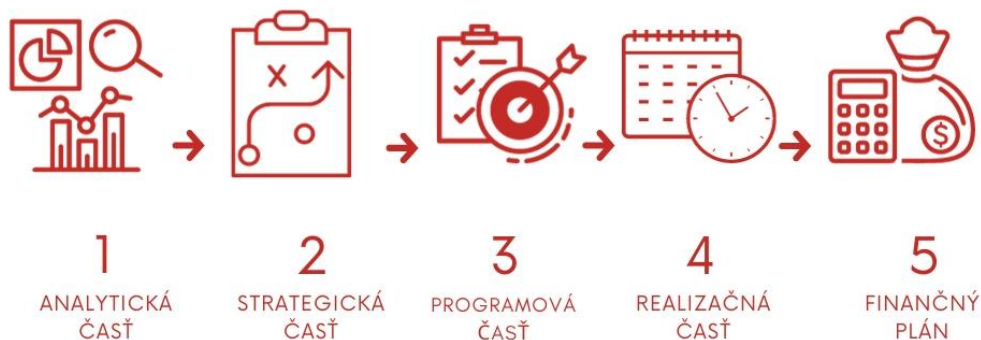 1
ANALYTICKÁ
ČASŤ
2
STRATEGICKÁ
ČASŤ
3
PROGRAMOVÁ
ČASŤ
4
REALIZAČNÁ
ČASŤ
5
FINANČNÝ
PLÁN